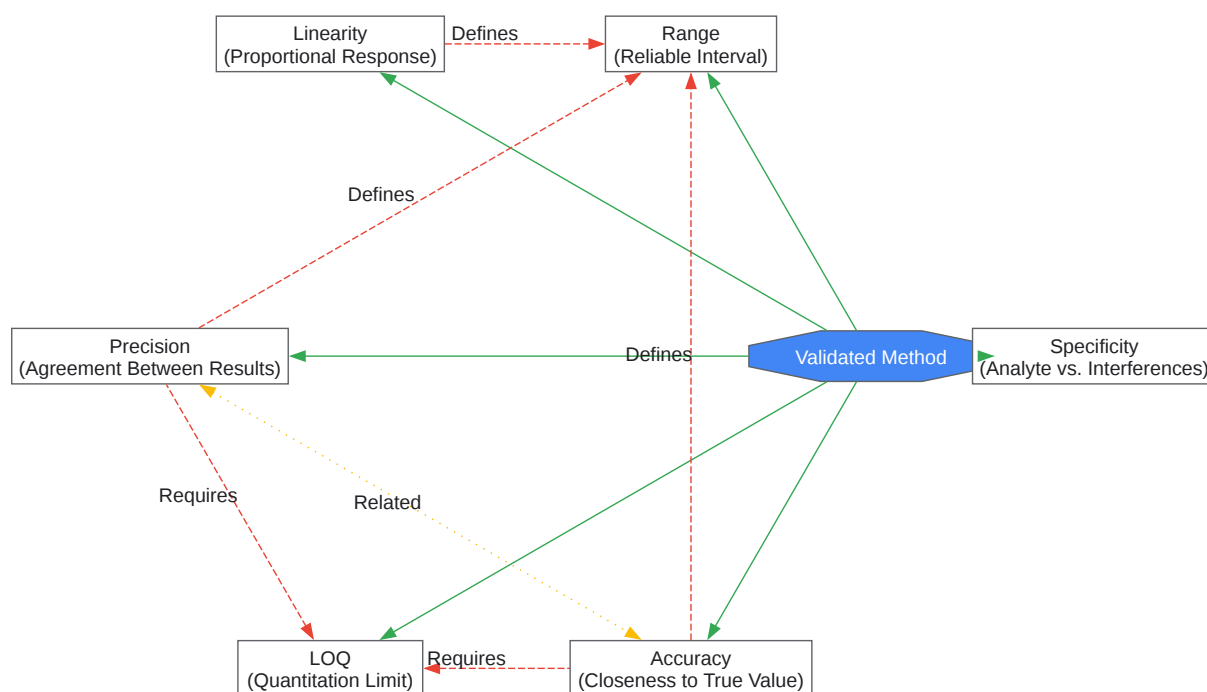 Linearity
(Proportional Response)
Defines
Range
(Reliable Interval)
Defines
Precision
(Agreement Between Results)
Defines
Validated Method
Specificity
(Analyte vs. Interferences)
Requires
Related
LOQ
(Quantitation Limit)
Requires
Accuracy
(Closeness to True Value)